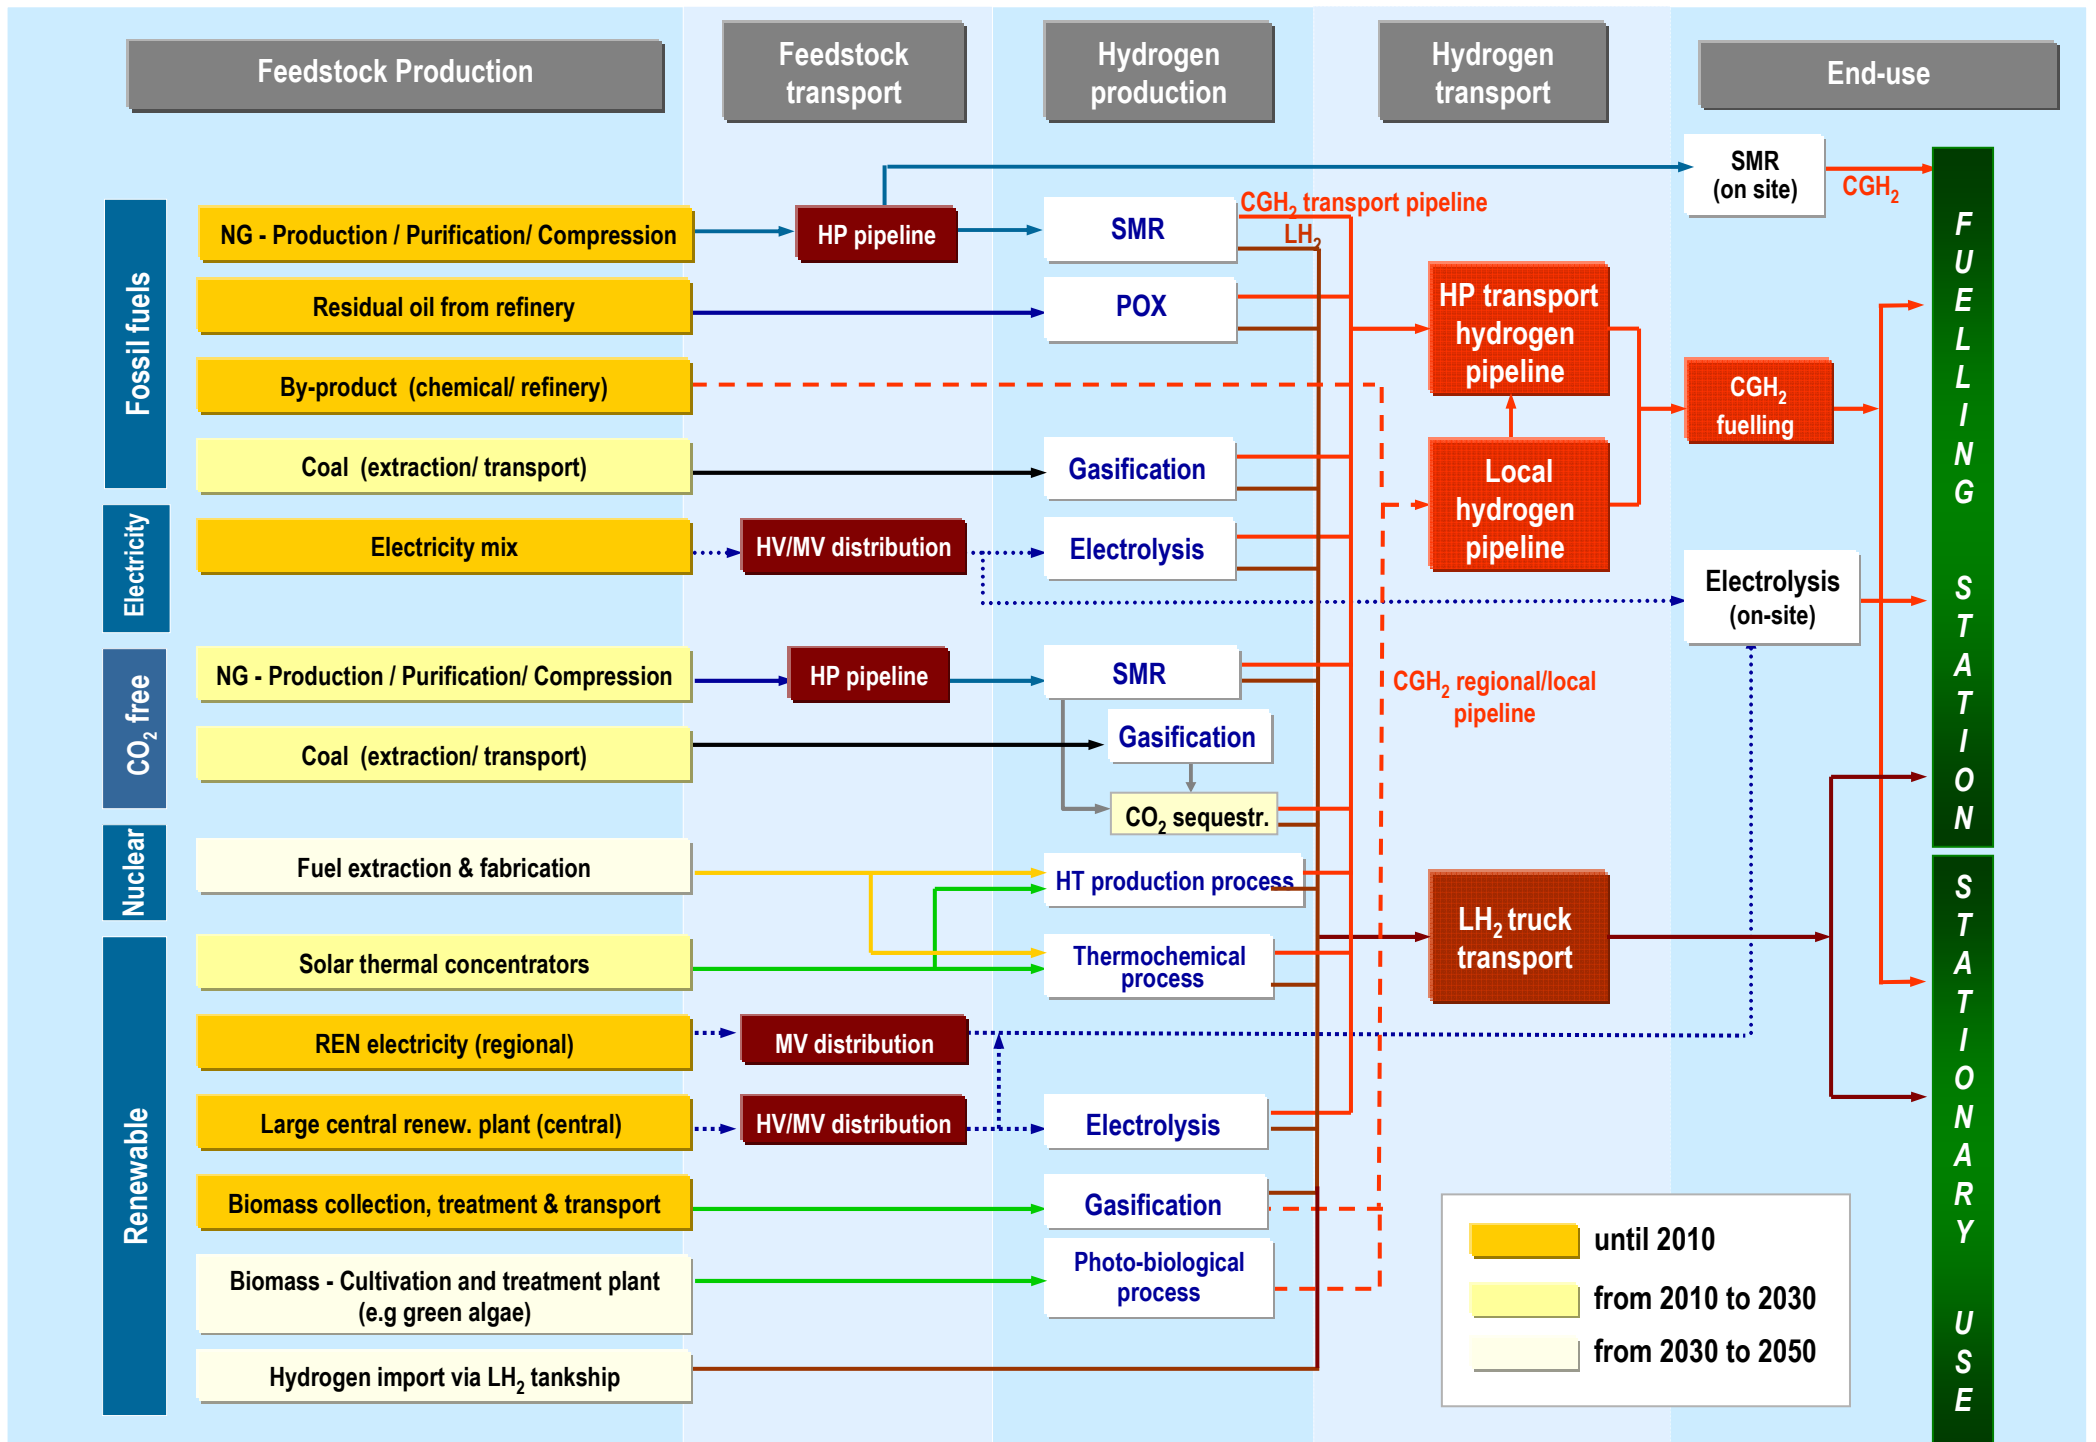 Feedstock Production
Feedstock
transport
Hydrogen
production
Hydrogen
transport
End-use
SMR
(on site)
CGH₂
Fossil fuels
NG - Production / Purification/ Compression
HP pipeline
SMR
CGH₂ transport pipeline
LH₂
Residual oil from refinery
POX
By-product (chemical/ refinery)
Coal (extraction/ transport)
Gasification
HP transport
hydrogen
pipeline
Local
hydrogen
pipeline
CGH₂
fuelling
Electricity
Electricity mix
HV/MV distribution
Electrolysis
Electrolysis
(on-site)
CO₂ free
NG - Production / Purification/ Compression
HP pipeline
SMR
CGH₂ regional/local
pipeline
Coal (extraction/ transport)
Gasification
CO₂ sequestr.
Nuclear
Fuel extraction & fabrication
HT production process
LH₂ truck
transport
Renewable
Solar thermal concentrators
Thermochemical
process
REN electricity (regional)
MV distribution
Large central renew. plant (central)
HV/MV distribution
Electrolysis
Biomass collection, treatment & transport
Gasification
Biomass - Cultivation and treatment plant
(e.g green algae)
Photo-biological
process
Hydrogen import via LH₂ tankship
FUELLING STATION
STATIONARY USE
until 2010
from 2010 to 2030
from 2030 to 2050